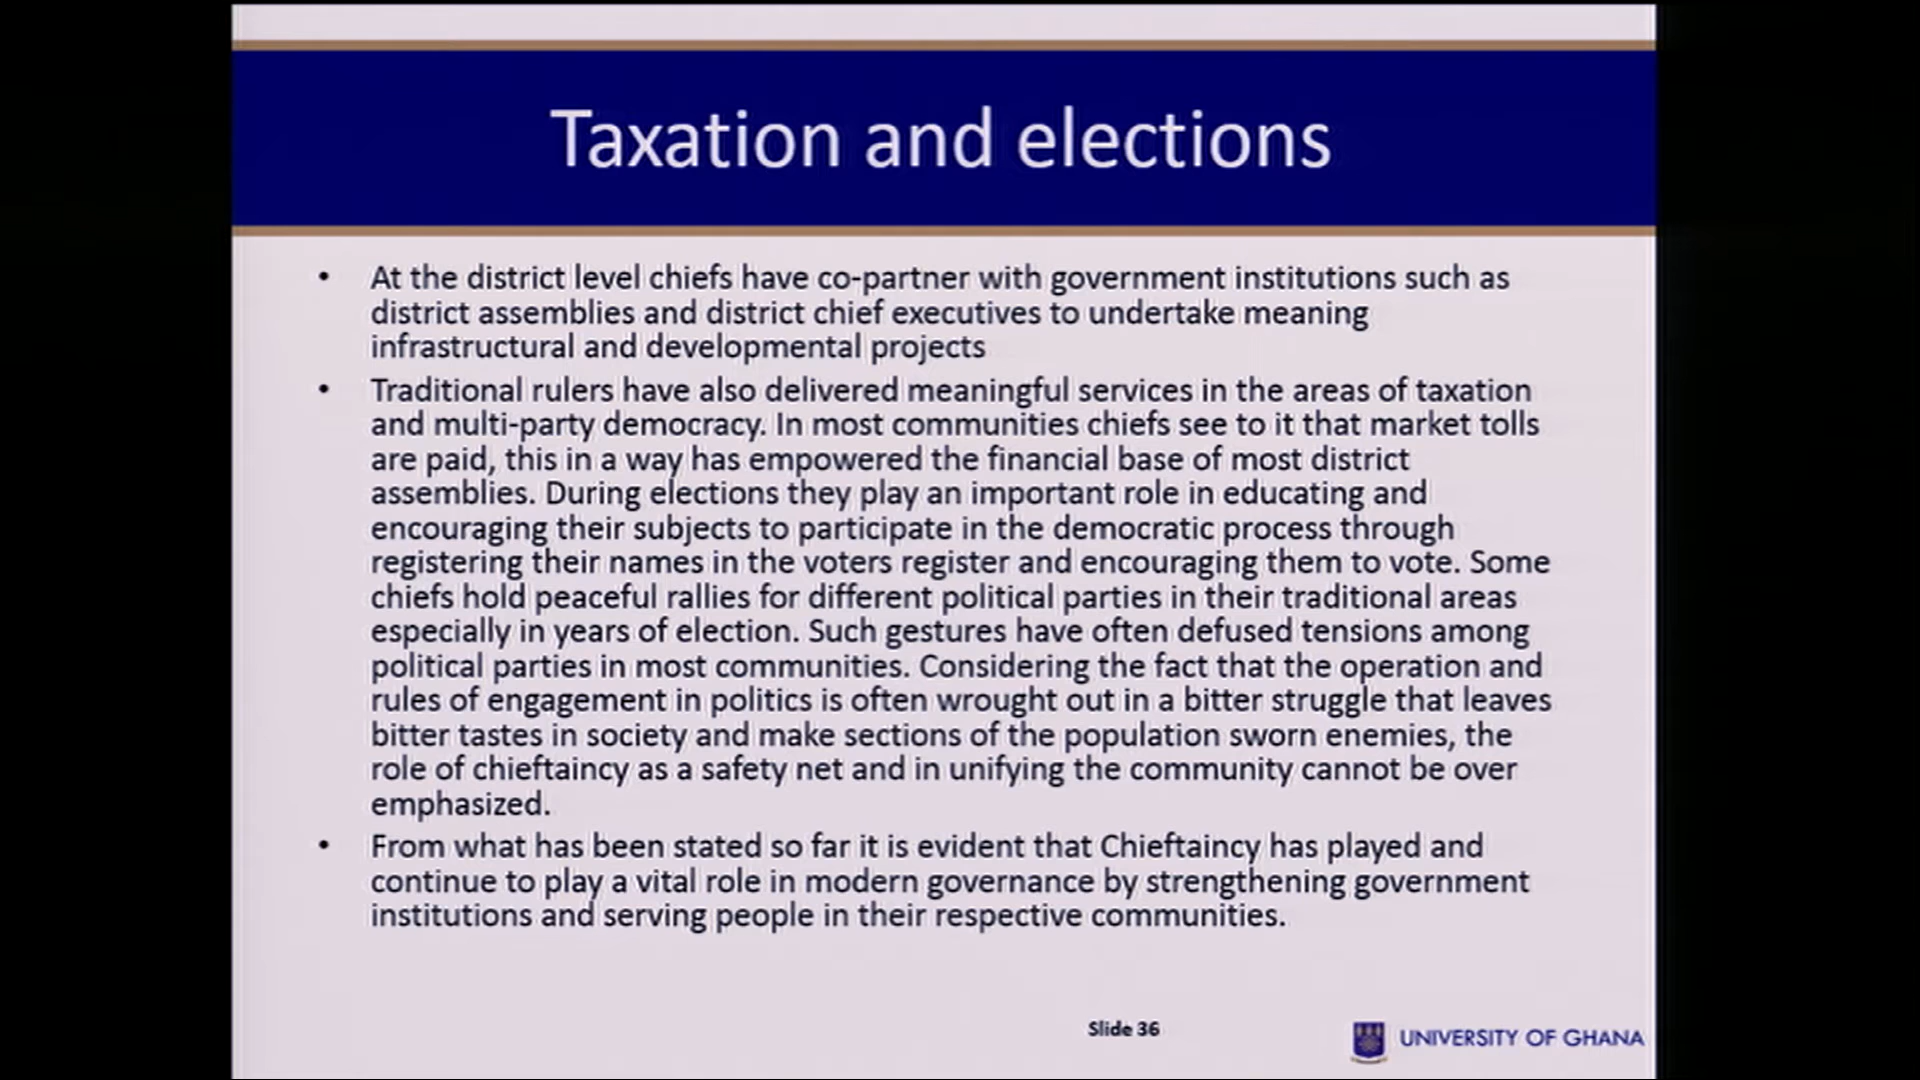 Taxation and elections
• At the district level chiefs have co-partner with government institutions such as
district assemblies and district chief executives to undertake meaning
infrastructural and developmental projects
• Traditional rulers have also delivered meaningful services in the areas of taxation
and multi-party democracy. In most communities chiefs see to it that market tolls
are paid, this in a way has empowered the financial base of most district
assemblies. During elections they play an important role in educating and
encouraging their subjects to participate in the democratic process through
registering their names in the voters register and encouraging them to vote. Some
chiefs hold peaceful rallies for different political parties in their traditional areas
especially in years of election. Such gestures have often defused tensions among
political parties in most communities. Considering the fact that the operation and
rules of engagement in politics is often wrought out in a bitter struggle that leaves
bitter tastes in society and make sections of the population sworn enemies, the
role of chieftaincy as a safety net and in unifying the community cannot be over
emphasized.
• From what has been stated so far it is evident that Chieftaincy has played and
continue to play a vital role in modern governance by strengthening government
institutions and serving people in their respective communities.
Slide 36
UNIVERSITY OF GHANA